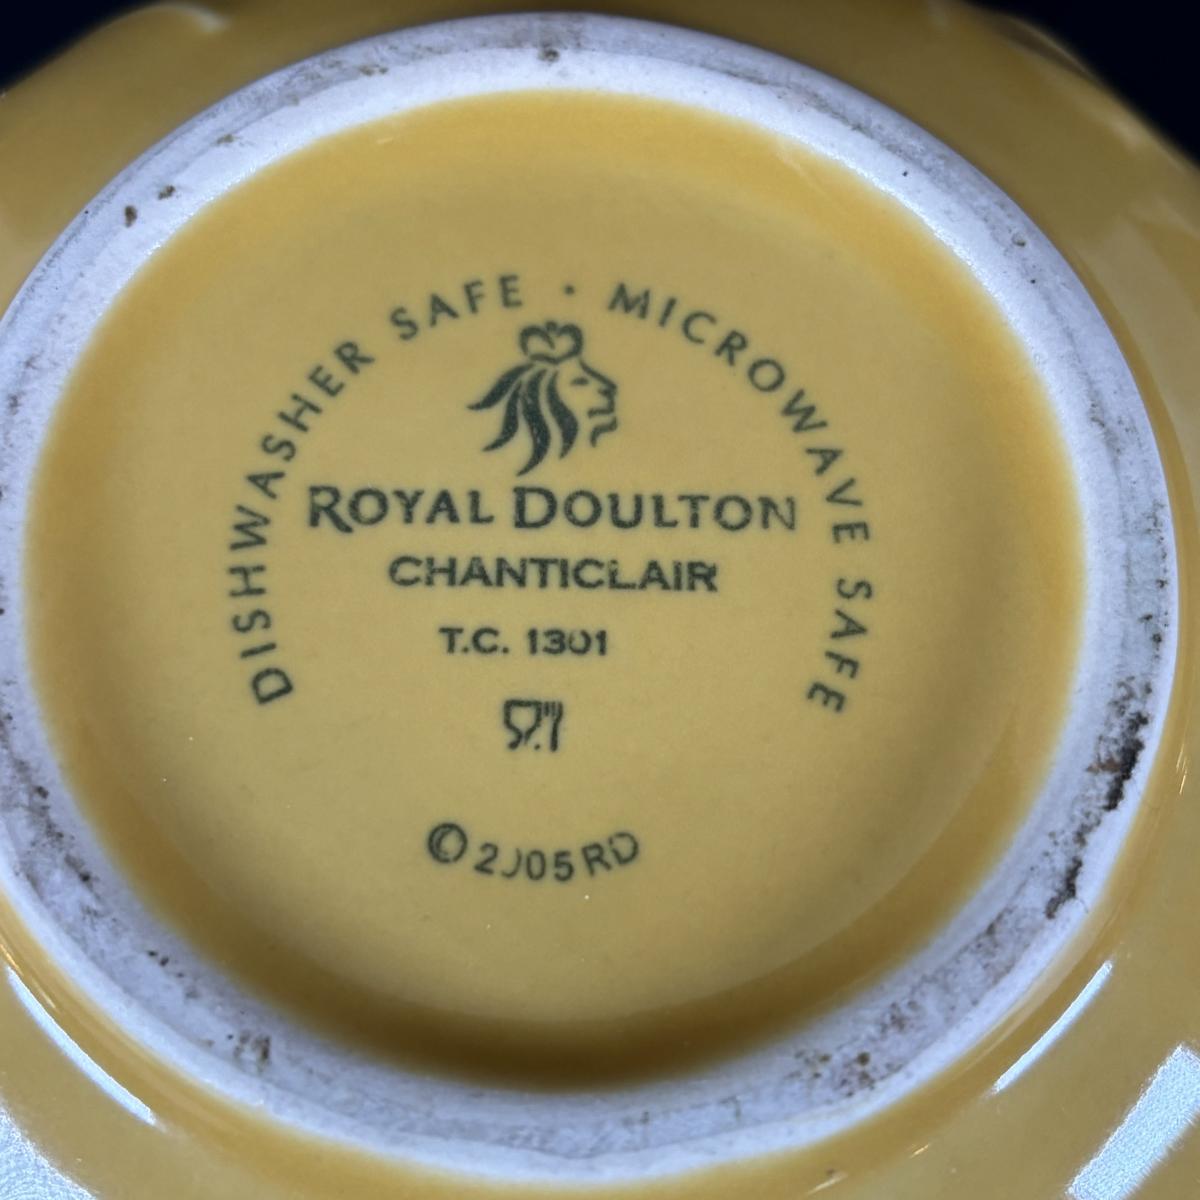 DISHWASHER SAFE · MICROWAVE SAFE
ROYAL DOULTON
CHANTICLAIR
T.C. 1301
©2005RD